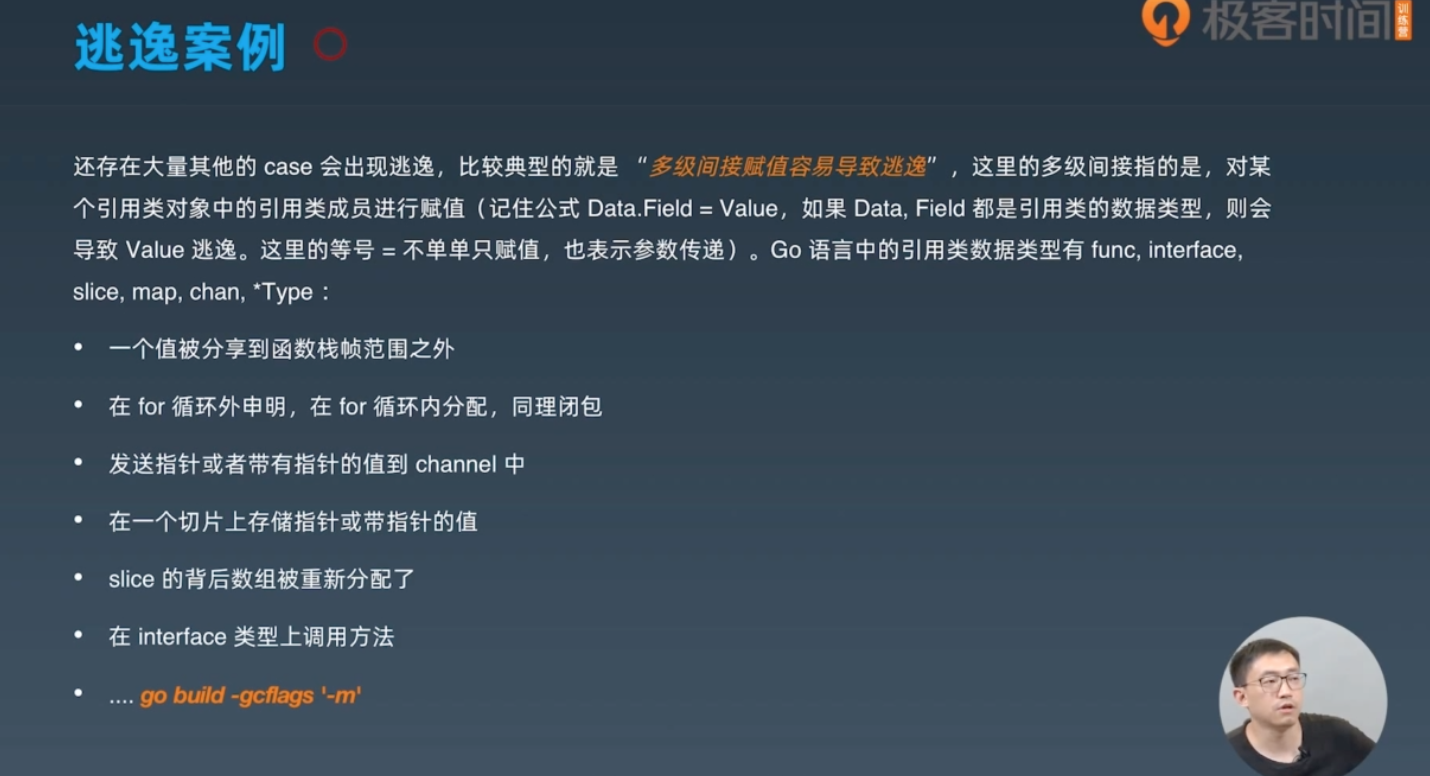 逃逸案例
极客时间
训练营
还存在大量其他的 case 会出现逃逸，比较典型的就是 “多级间接赋值容易导致逃逸”，这里的多级间接指的是，对某
个引用类对象中的引用类成员进行赋值（记住公式 Data.Field = Value，如果 Data, Field 都是引用类的数据类型，则会
导致 Value 逃逸。这里的等号 = 不单单只赋值，也表示参数传递）。Go 语言中的引用类数据类型有 func, interface,
slice, map, chan, *Type：
• 一个值被分享到函数栈帧范围之外
• 在 for 循环外申明，在 for 循环内分配，同理闭包
• 发送指针或者带有指针的值到 channel 中
• 在一个切片上存储指针或带指针的值
• slice 的背后数组被重新分配了
• 在 interface 类型上调用方法
• .... go build -gcflags '-m'